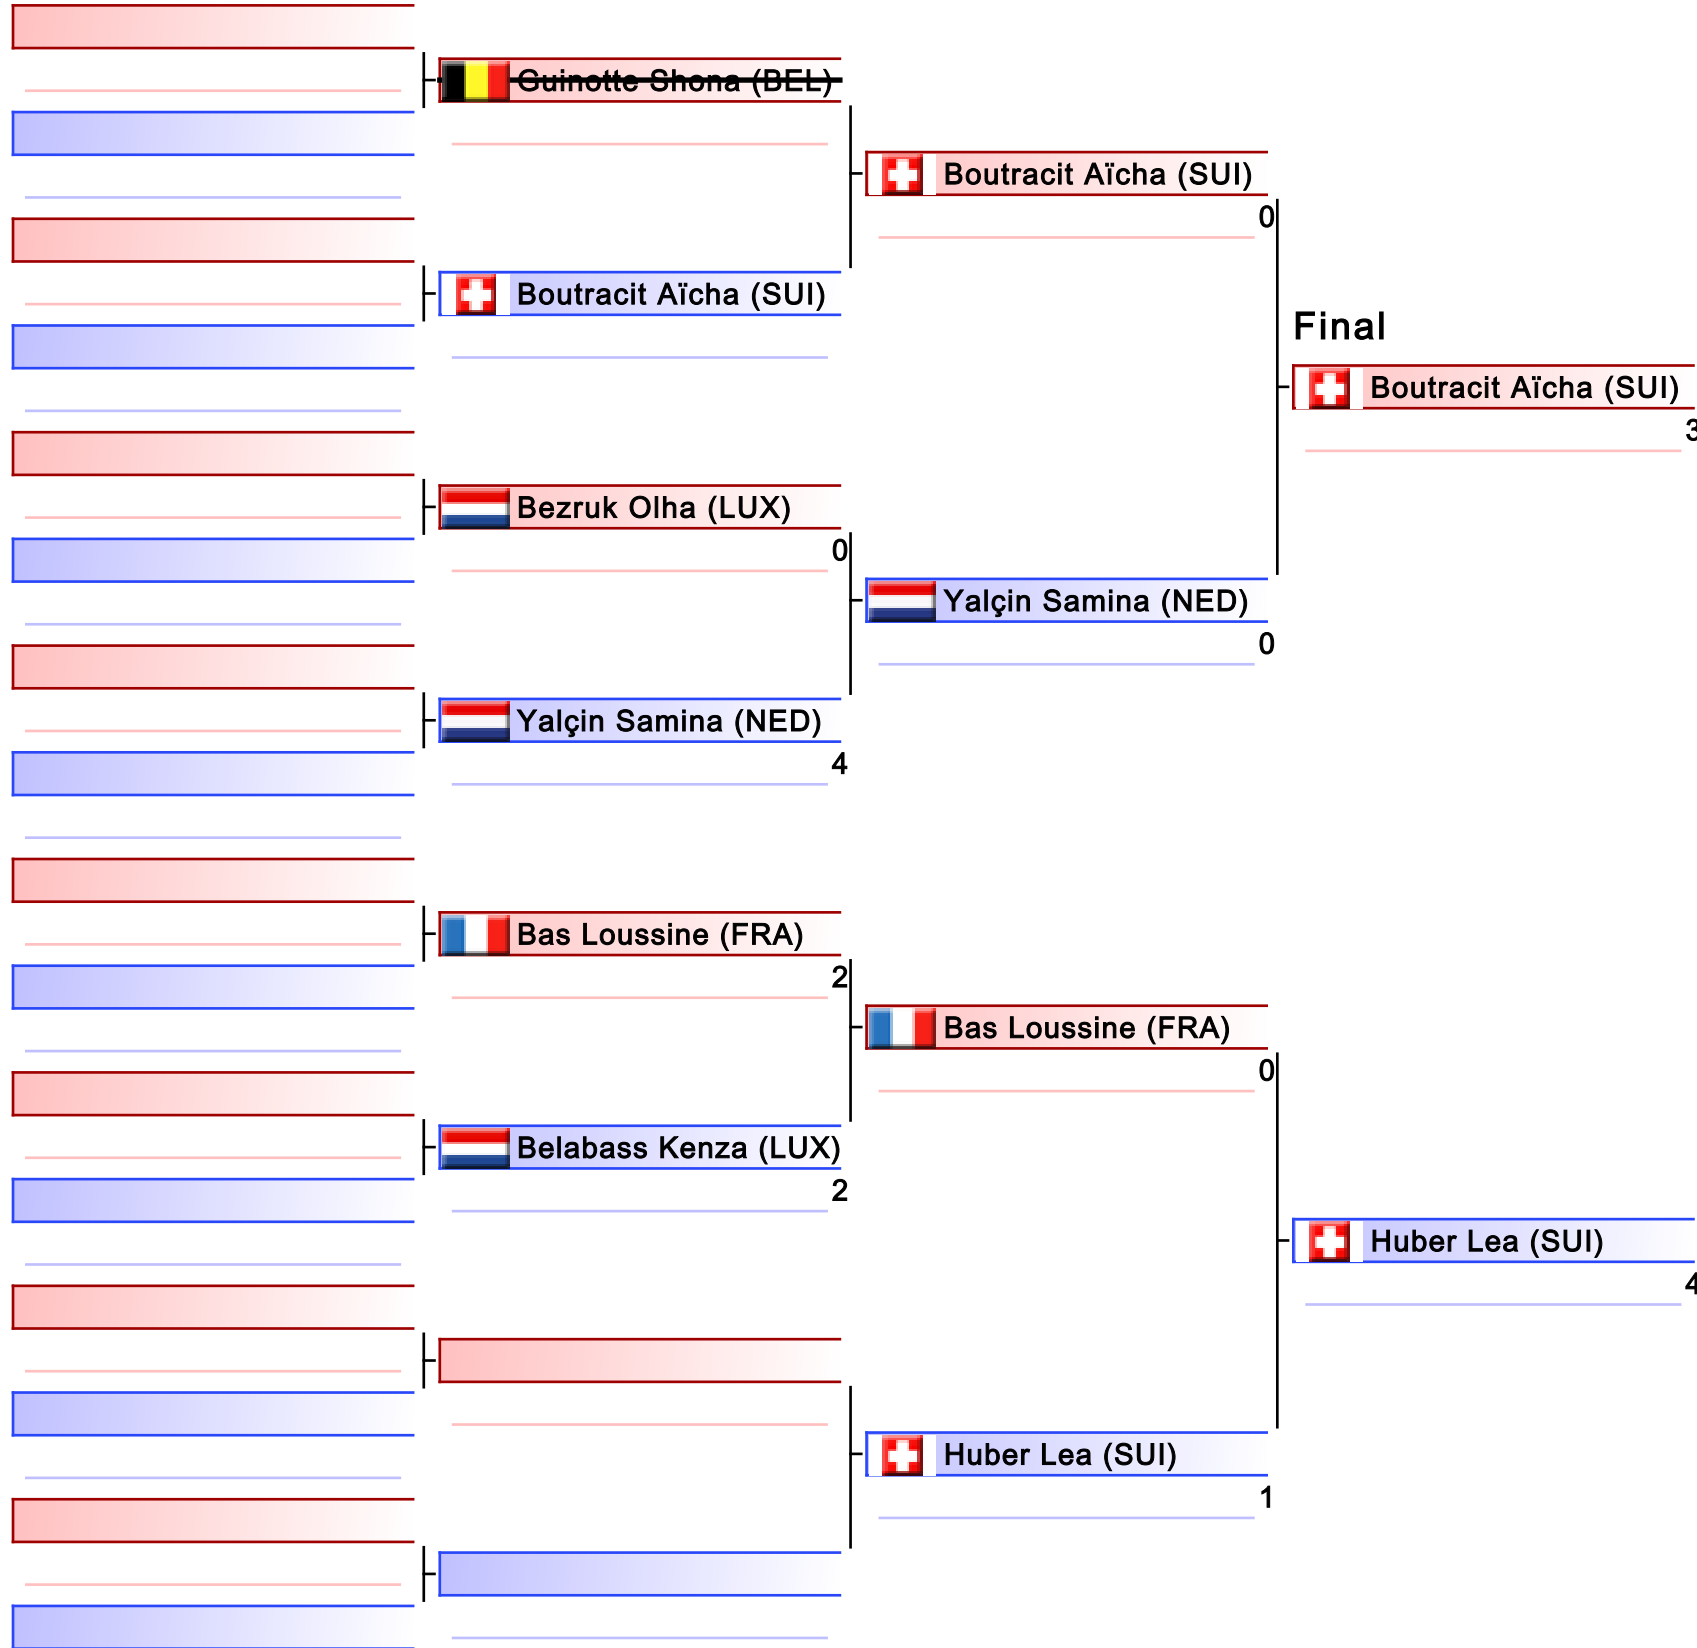 Guinotte Shona (BEL)
Boutracit Aïcha (SUI)
0
Boutracit Aïcha (SUI)
Final
Boutracit Aïcha (SUI)
3
Bezruk Olha (LUX)
0
Yalçin Samina (NED)
0
Yalçin Samina (NED)
4
Bas Loussine (FRA)
2
Bas Loussine (FRA)
0
Belabass Kenza (LUX)
2
Huber Lea (SUI)
4
Huber Lea (SUI)
1